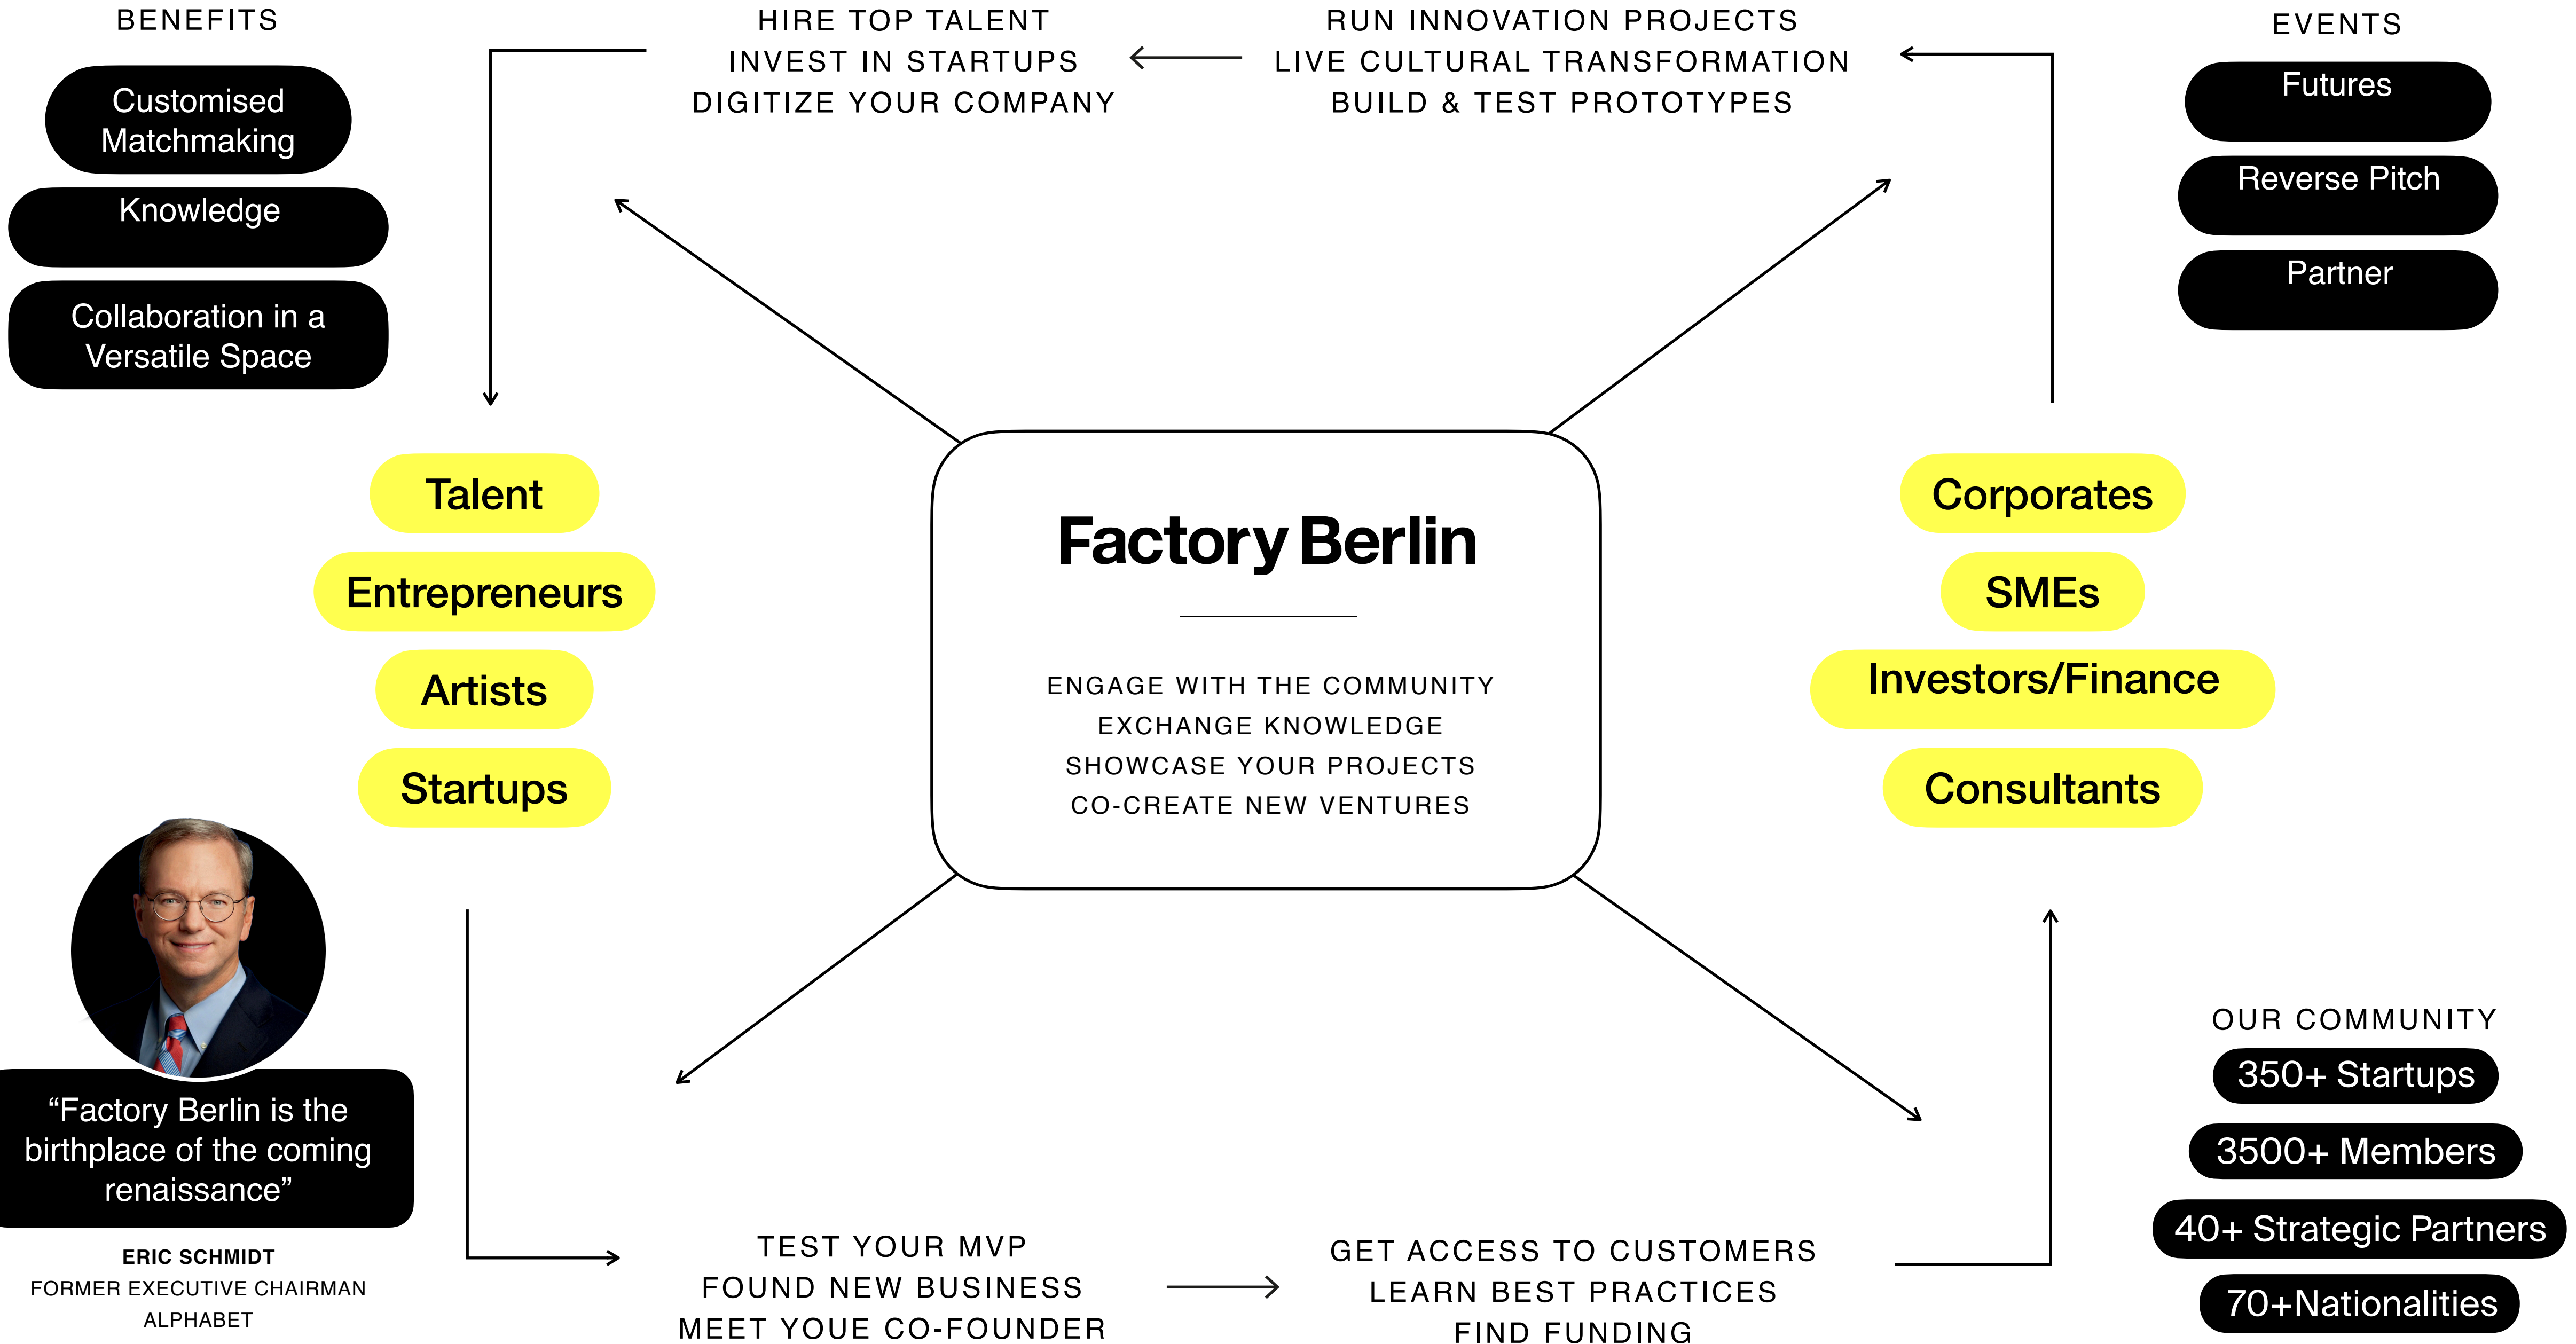 BENEFITS
Customised
Matchmaking
Knowledge
Collaboration in a
Versatile Space
HIRE TOP TALENT
INVEST IN STARTUPS
DIGITIZE YOUR COMPANY
RUN INNOVATION PROJECTS
LIVE CULTURAL TRANSFORMATION
BUILD & TEST PROTOTYPES
EVENTS
Futures
Reverse Pitch
Partner
Talent
Entrepreneurs
Artists
Startups
Factory Berlin
ENGAGE WITH THE COMMUNITY
EXCHANGE KNOWLEDGE
SHOWCASE YOUR PROJECTS
CO-CREATE NEW VENTURES
Corporates
SMEs
Investors/Finance
Consultants
“Factory Berlin is the
birthplace of the coming
renaissance”
ERIC SCHMIDT
FORMER EXECUTIVE CHAIRMAN
ALPHABET
TEST YOUR MVP
FOUND NEW BUSINESS
MEET YOUE CO-FOUNDER
GET ACCESS TO CUSTOMERS
LEARN BEST PRACTICES
FIND FUNDING
OUR COMMUNITY
350+ Startups
3500+ Members
40+ Strategic Partners
70+Nationalities